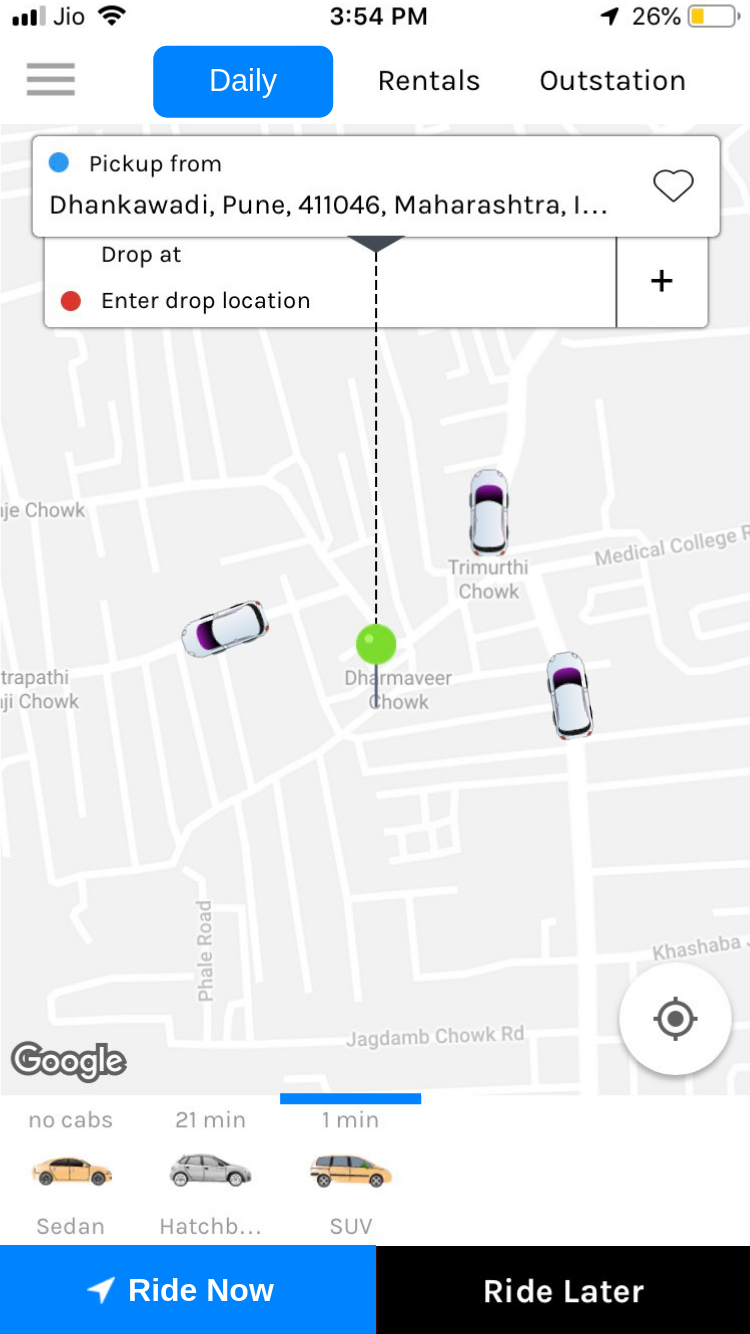 Jio 3:54 PM 26%
Daily Rentals Outstation
Pickup from
Dhankawadi, Pune, 411046, Maharashtra, I...
Drop at
Enter drop location
+
je Chowk
Medical College R
Trimurthi
Chowk
trapathi
ji Chowk
Dharmaveer
Chowk
Phale Road
Khashaba
Jagdamb Chowk Rd
Google
no cabs 21 min 1 min
Sedan Hatchb... SUV
Ride Now Ride Later